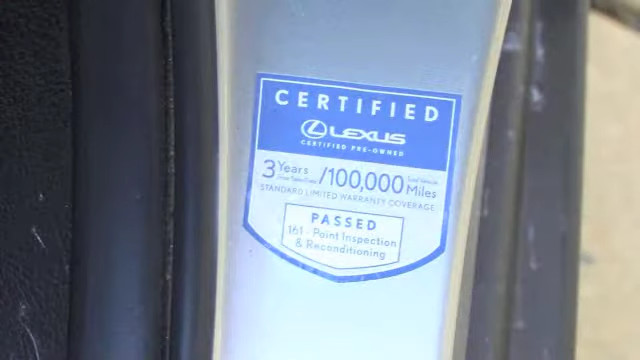 CERTIFIED
LEXUS
CERTIFIED PRE-OWNED
3 Years /100,000 Miles
STANDARD LIMITED WARRANTY COVERAGE
PASSED
161 - Point Inspection
& Reconditioning